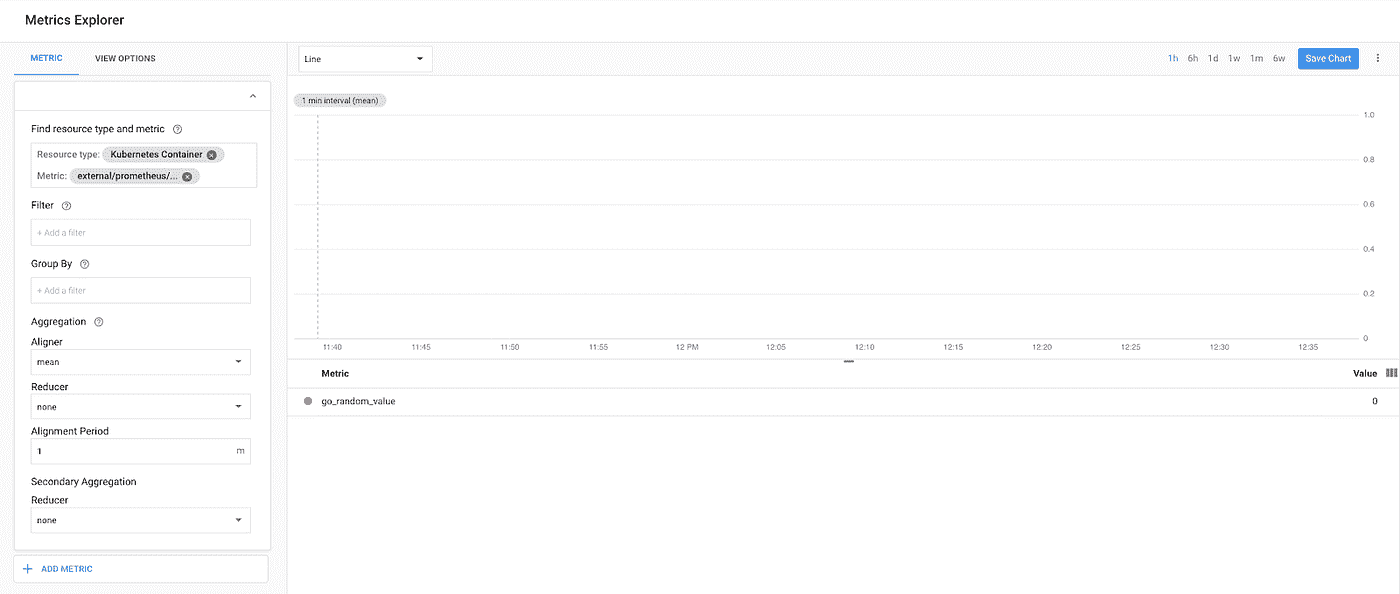 Metrics Explorer
METRIC
VIEW OPTIONS
Find resource type and metric
Resource type: Kubernetes Container
Metric: external/prometheus/...
Filter
+ Add a filter
Group By
+ Add a filter
Aggregation
Aligner
mean
Reducer
none
Alignment Period
1 m
Secondary Aggregation
Reducer
none
ADD METRIC
Line
1h 6h 1d 1w 1m 6w
Save Chart
1 min interval (mean)
1.0
0.8
0.6
0.4
0.2
0
11:40 11:45 11:50 11:55 12 PM 12:05 12:10 12:15 12:20 12:25 12:30 12:35
Metric Value
go_random_value 0